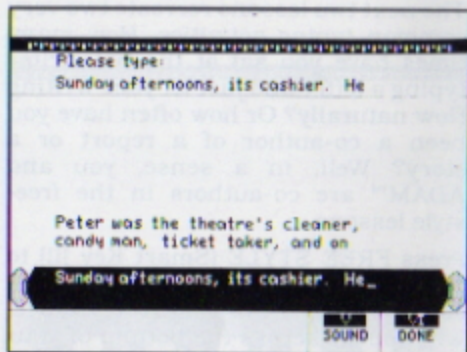 Please type:
Sunday afternoons, its cashier. He
Peter was the theatre's cleaner,
candy man, ticket taker, and on
Sunday afternoons, its cashier. He_
SOUND DONE